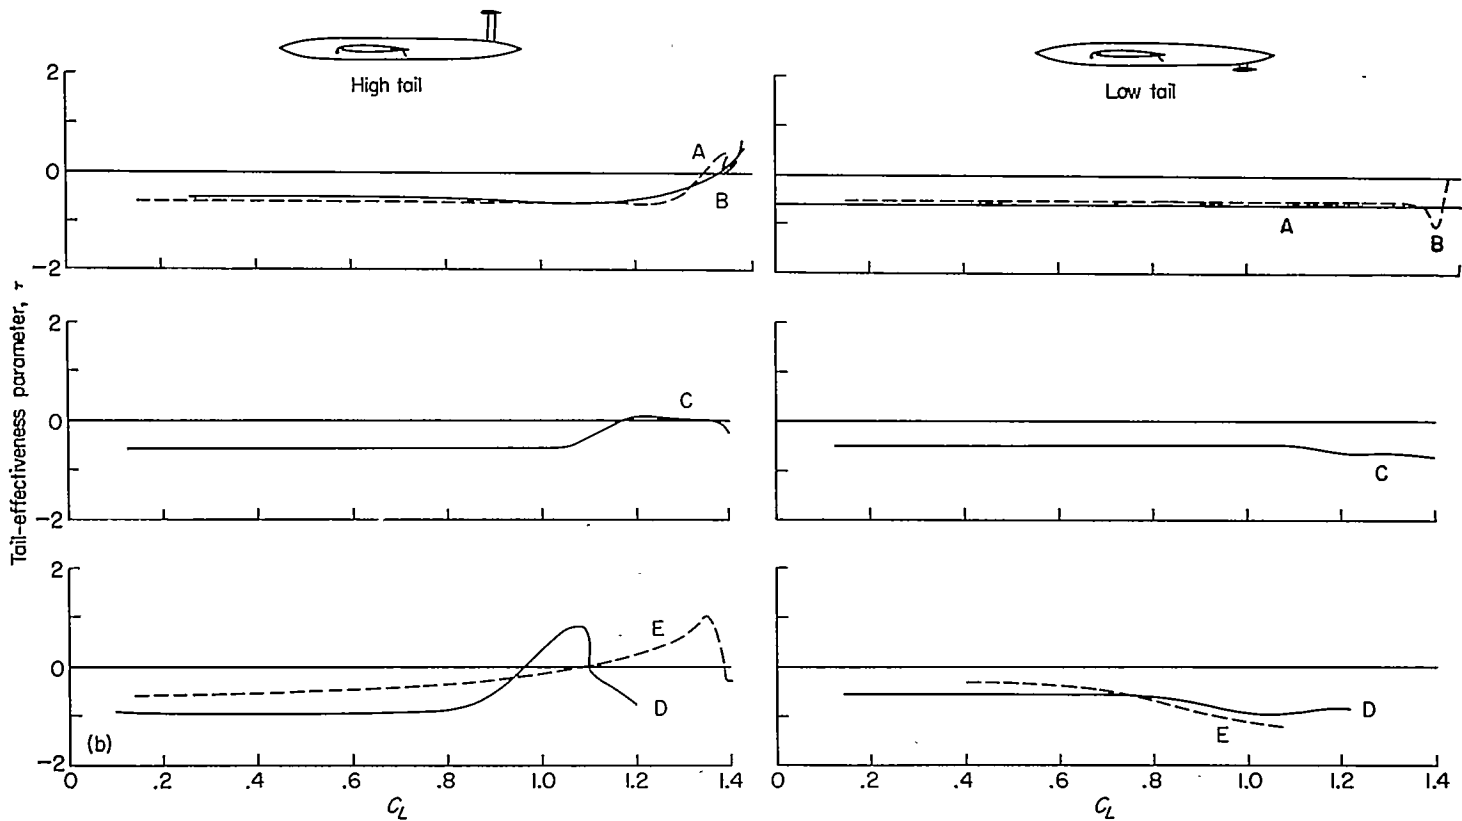 High tail
Low tail
Tail-effectiveness parameter, τ
2
0
-2
A
B
A
B
2
0
-2
C
C
2
0
-2
E
D
D
E
(b)
0 .2 .4 .6 .8 1.0 1.2 1.4
0 .2 .4 .6 .8 1.0 1.2 1.4
C_L
C_L